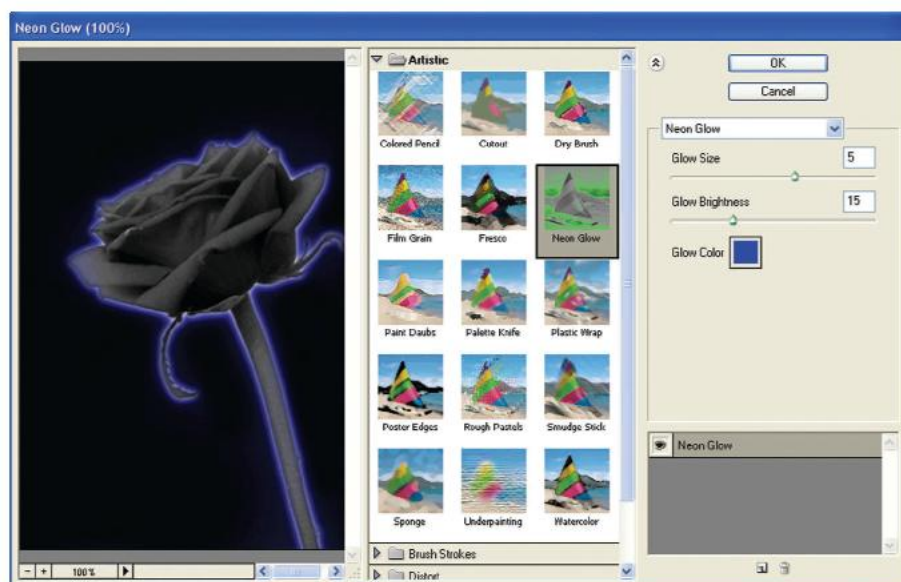 Neon Glow (100%)
Artistic
Colored Pencil Cutout Dry Brush
Film Grain Fresco Neon Glow
Paint Daubs Palette Knife Plastic Wrap
Poster Edges Rough Pastels Smudge Stick
Sponge Underpainting Watercolor
Brush Strokes
Distort
- + 100%
OK
Cancel
Neon Glow
Glow Size 5
Glow Brightness 15
Glow Color
Neon Glow